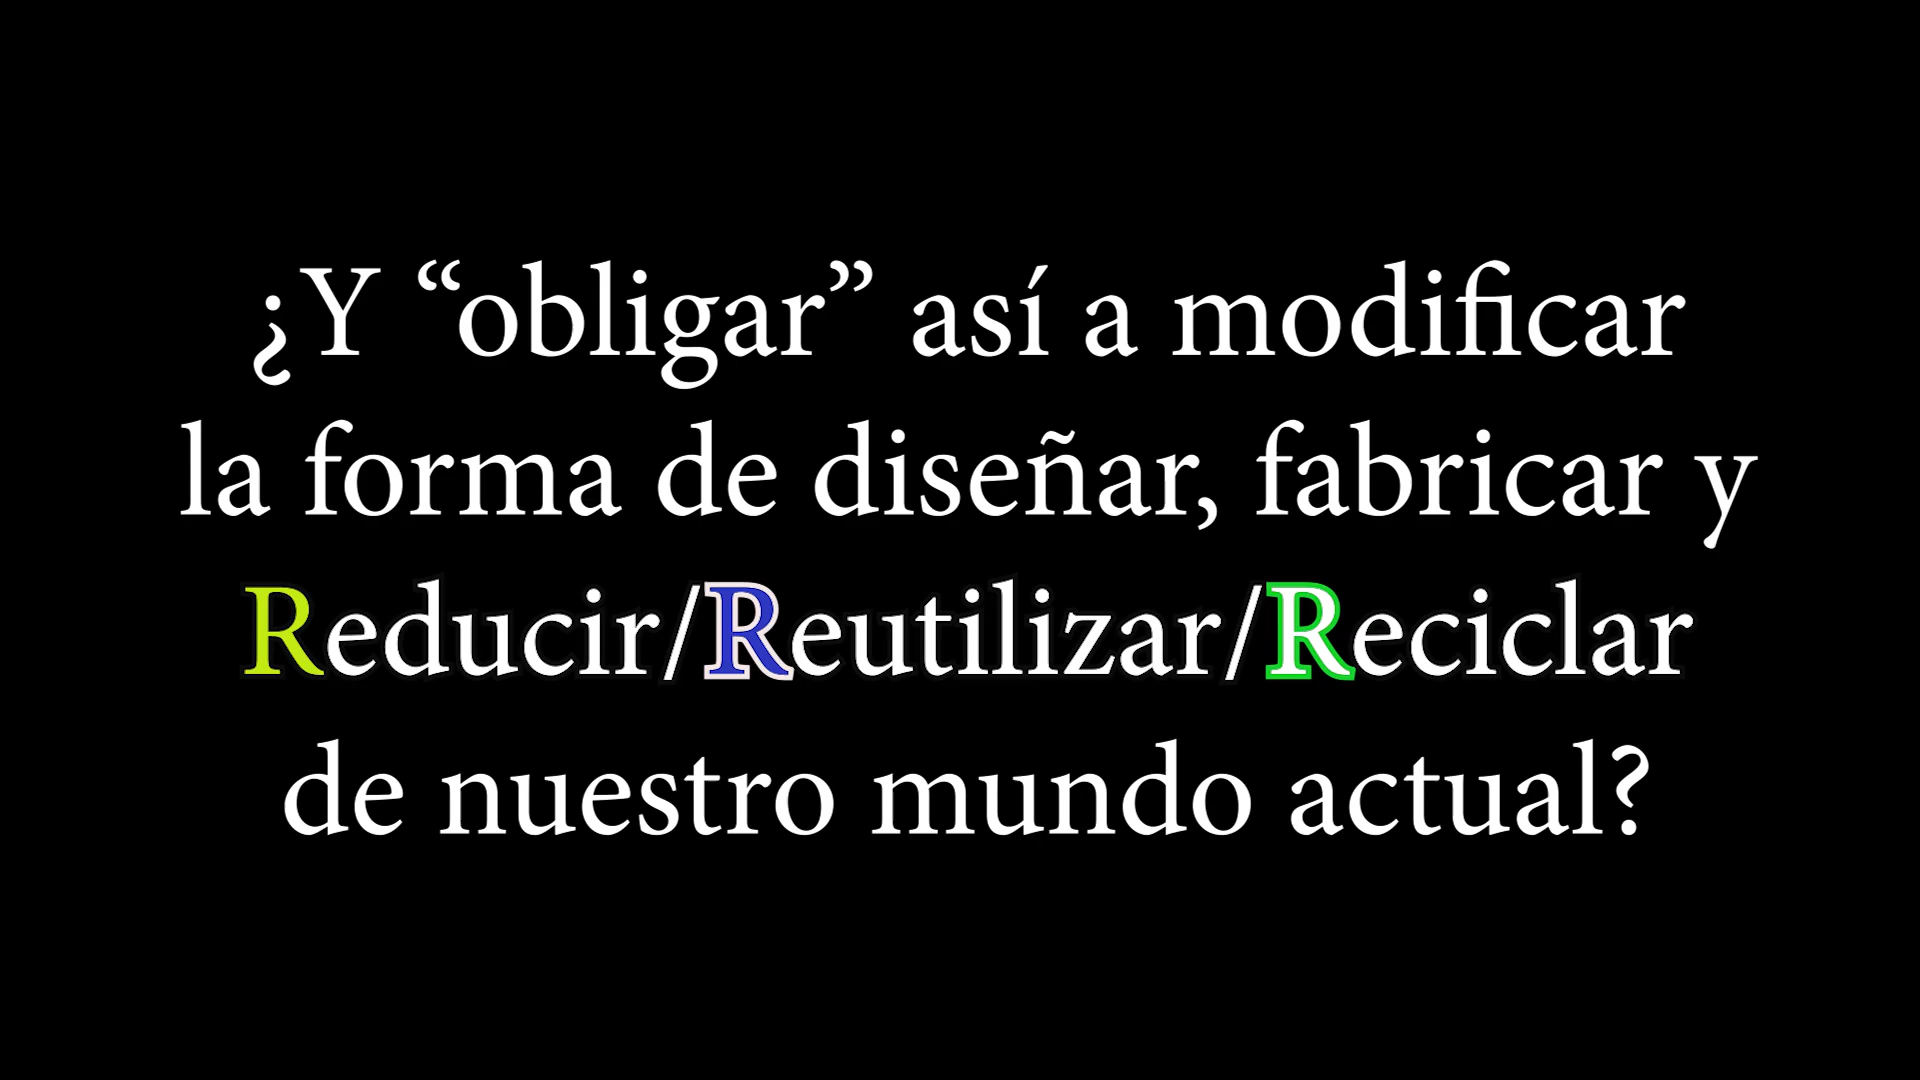 ¿Y “obligar” así a modificar
la forma de diseñar, fabricar y
Reducir/Reutilizar/Reciclar
de nuestro mundo actual?